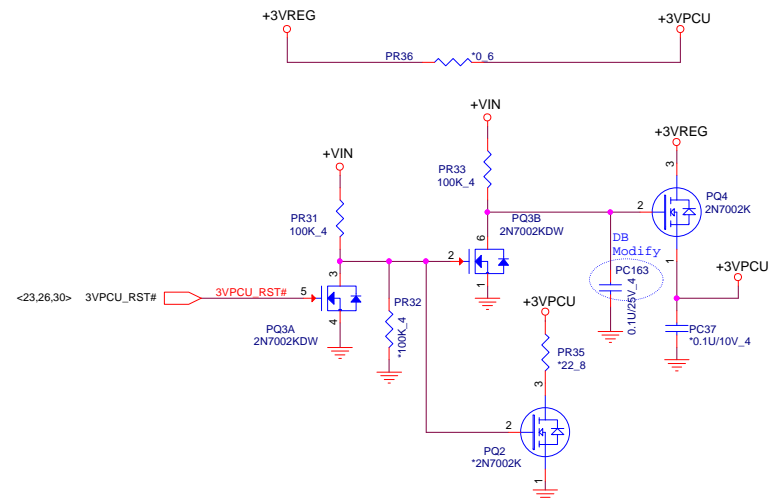 +3VREG
+3VPCU
PR36
*0_6
+VIN
+3VREG
+VIN
PR33
100K_4
3
PQ4
2N7002K
2
1
PR31
100K_4
6
PQ3B
2N7002KDW
2
1
DB
Modify
PC163
0.1U/25V_4
+3VPCU
<23,26,30>
3VPCU_RST#
3VPCU_RST#
5
3
4
PQ3A
2N7002KDW
PR32
*100K_4
+3VPCU
PC37
*0.1U/10V_4
PR35
*22_8
3
2
1
PQ2
*2N7002K